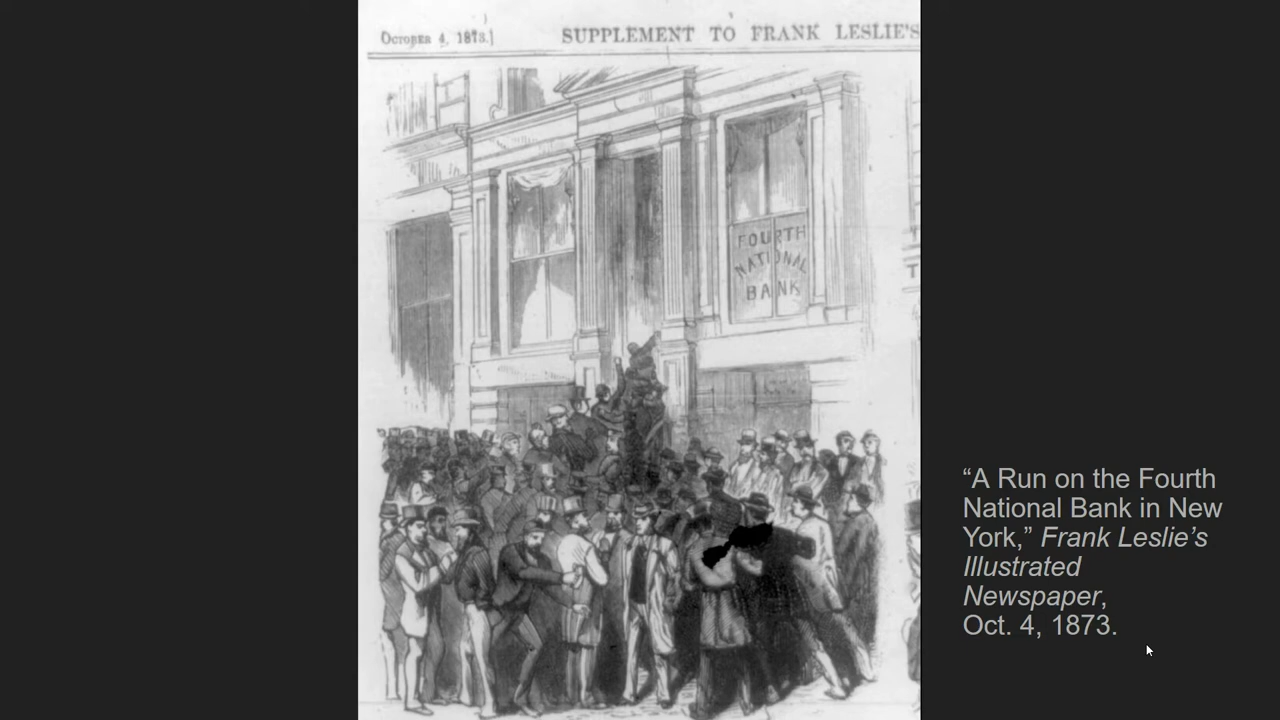 October 4, 1873.]
SUPPLEMENT TO FRANK LESLIE'S
FOURTH
NATIONAL
BANK
“A Run on the Fourth
National Bank in New
York,” Frank Leslie’s
Illustrated
Newspaper,
Oct. 4, 1873.